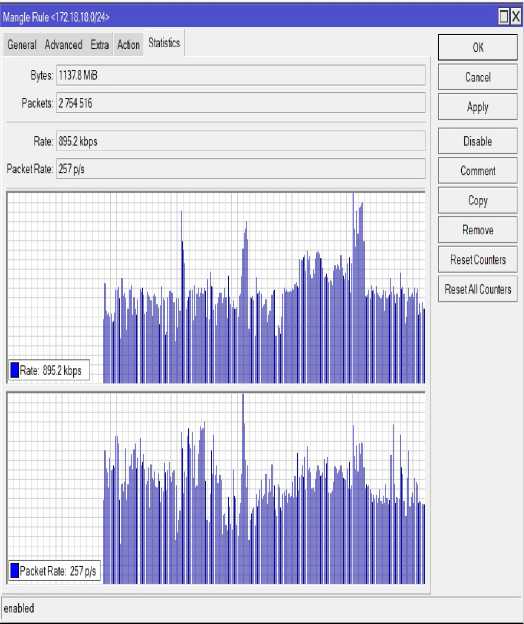 Mangle Rule <172.18.18.0/24>
General Advanced Extra Action Statistics
Bytes: 1137.8 MiB
Packets: 2 754 516
Rate: 895.2 kbps
Packet Rate: 257 p/s
Rate: 895.2 kbps
Packet Rate: 257 p/s
OK
Cancel
Apply
Disable
Comment
Copy
Remove
Reset Counters
Reset All Counters
enabled